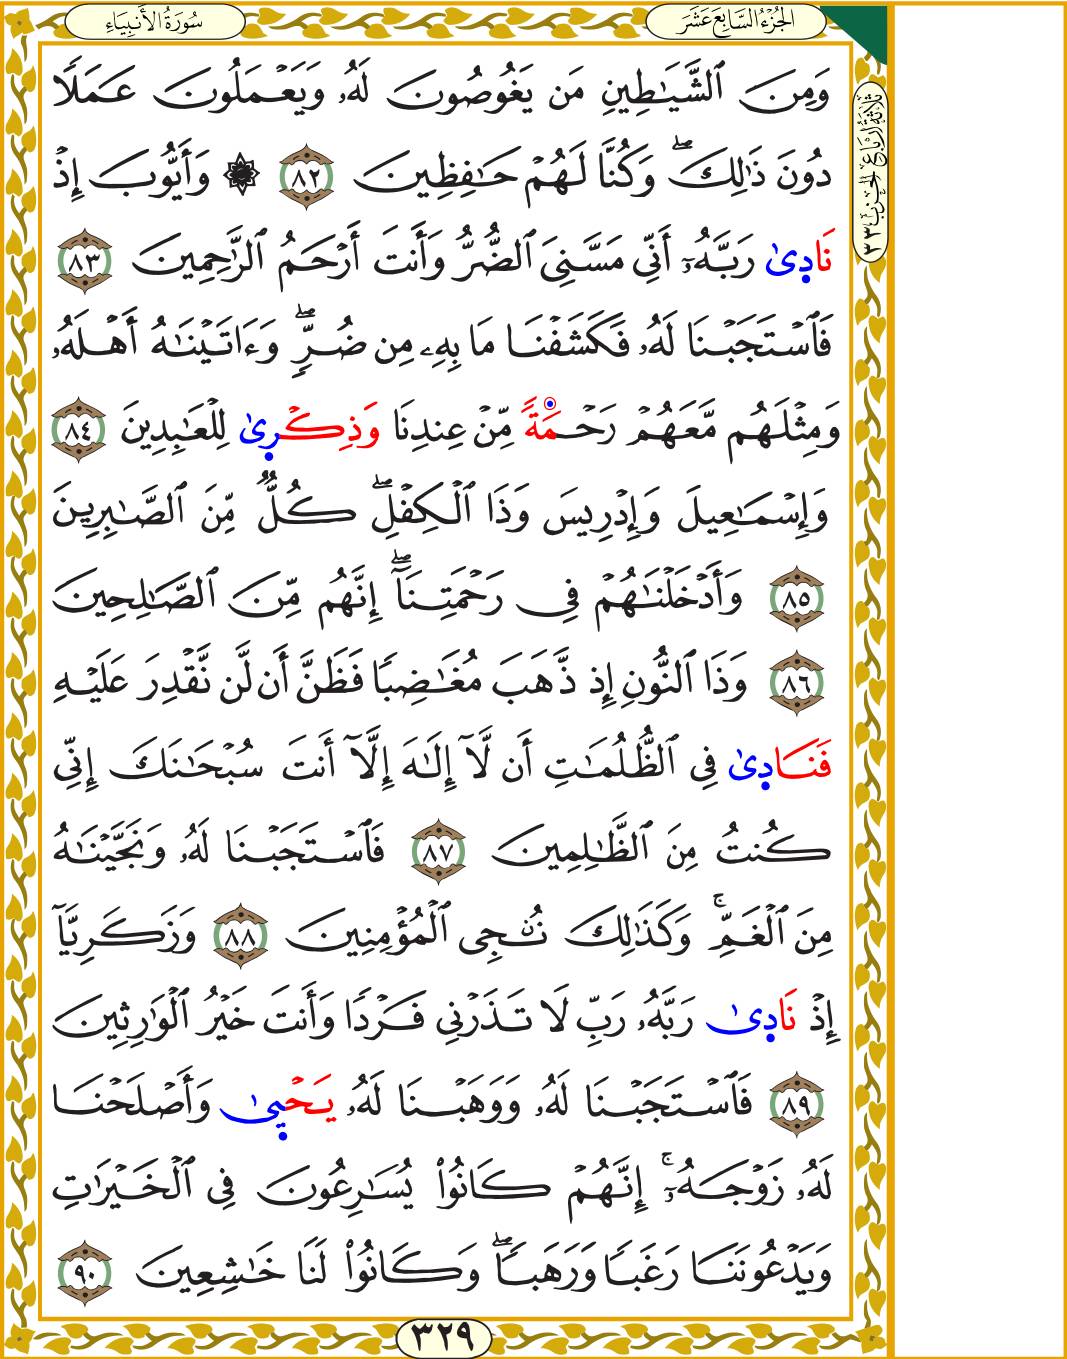 سُورَةُ الأَنبِيَاءِ
الجُزْءُ السَّابِعَ عَشَرَ
ثَلَاثَةُ أَرْبَاعِ الحِزْبِ ٣٣
وَمِنَ ٱلشَّيَـٰطِينِ مَن يَغُوصُونَ لَهُۥ وَيَعْمَلُونَ عَمَلًا
دُونَ ذَٰلِكَۖ وَكُنَّا لَهُمْ حَـٰفِظِينَ ٨٢ ۞ وَأَيُّوبَ إِذْ
نَادِىٰ رَبَّهُۥٓ أَنِّى مَسَّنِىَ ٱلضُّرُّ وَأَنتَ أَرْحَمُ ٱلرَّٰحِمِينَ ٨٣
فَٱسْتَجَبْنَا لَهُۥ فَكَشَفْنَا مَا بِهِۦ مِن ضُرٍّۖ وَءَاتَيْنَـٰهُ أَهْلَهُۥ
وَمِثْلَهُم مَّعَهُمْ رَحْمَةً مِّنْ عِندِنَا وَذِكْرِىٰ لِلْعَـٰبِدِينَ ٨٤
وَإِسْمَـٰعِيلَ وَإِدْرِيسَ وَذَا ٱلْكِفْلِۖ كُلٌّ مِّنَ ٱلصَّـٰبِرِينَ
٨٥ وَأَدْخَلْنَـٰهُمْ فِى رَحْمَتِنَآۖ إِنَّهُم مِّنَ ٱلصَّـٰلِحِينَ
٨٦ وَذَا ٱلنُّونِ إِذ ذَّهَبَ مُغَـٰضِبًا فَظَنَّ أَن لَّن نَّقْدِرَ عَلَيْهِ
فَنَادِىٰ فِى ٱلظُّلُمَـٰتِ أَن لَّآ إِلَـٰهَ إِلَّآ أَنتَ سُبْحَـٰنَكَ إِنِّى
كُنتُ مِنَ ٱلظَّـٰلِمِينَ ٨٧ فَٱسْتَجَبْنَا لَهُۥ وَنَجَّيْنَـٰهُ
مِنَ ٱلْغَمِّۚ وَكَذَٰلِكَ نُـۨجِى ٱلْمُؤْمِنِينَ ٨٨ وَزَكَرِيَّآ
إِذْ نَادِىٰ رَبَّهُۥ رَبِّ لَا تَذَرْنِى فَرْدًا وَأَنتَ خَيْرُ ٱلْوَٰرِثِينَ
٨٩ فَٱسْتَجَبْنَا لَهُۥ وَوَهَبْنَا لَهُۥ يَحْيِىٰ وَأَصْلَحْنَا
لَهُۥ زَوْجَهُۥٓۚ إِنَّهُمْ كَانُوا۟ يُسَـٰرِعُونَ فِى ٱلْخَيْرَٰتِ
وَيَدْعُونَنَا رَغَبًا وَرَهَبًاۖ وَكَانُوا۟ لَنَا خَـٰشِعِينَ ٩٠
٣٢٩